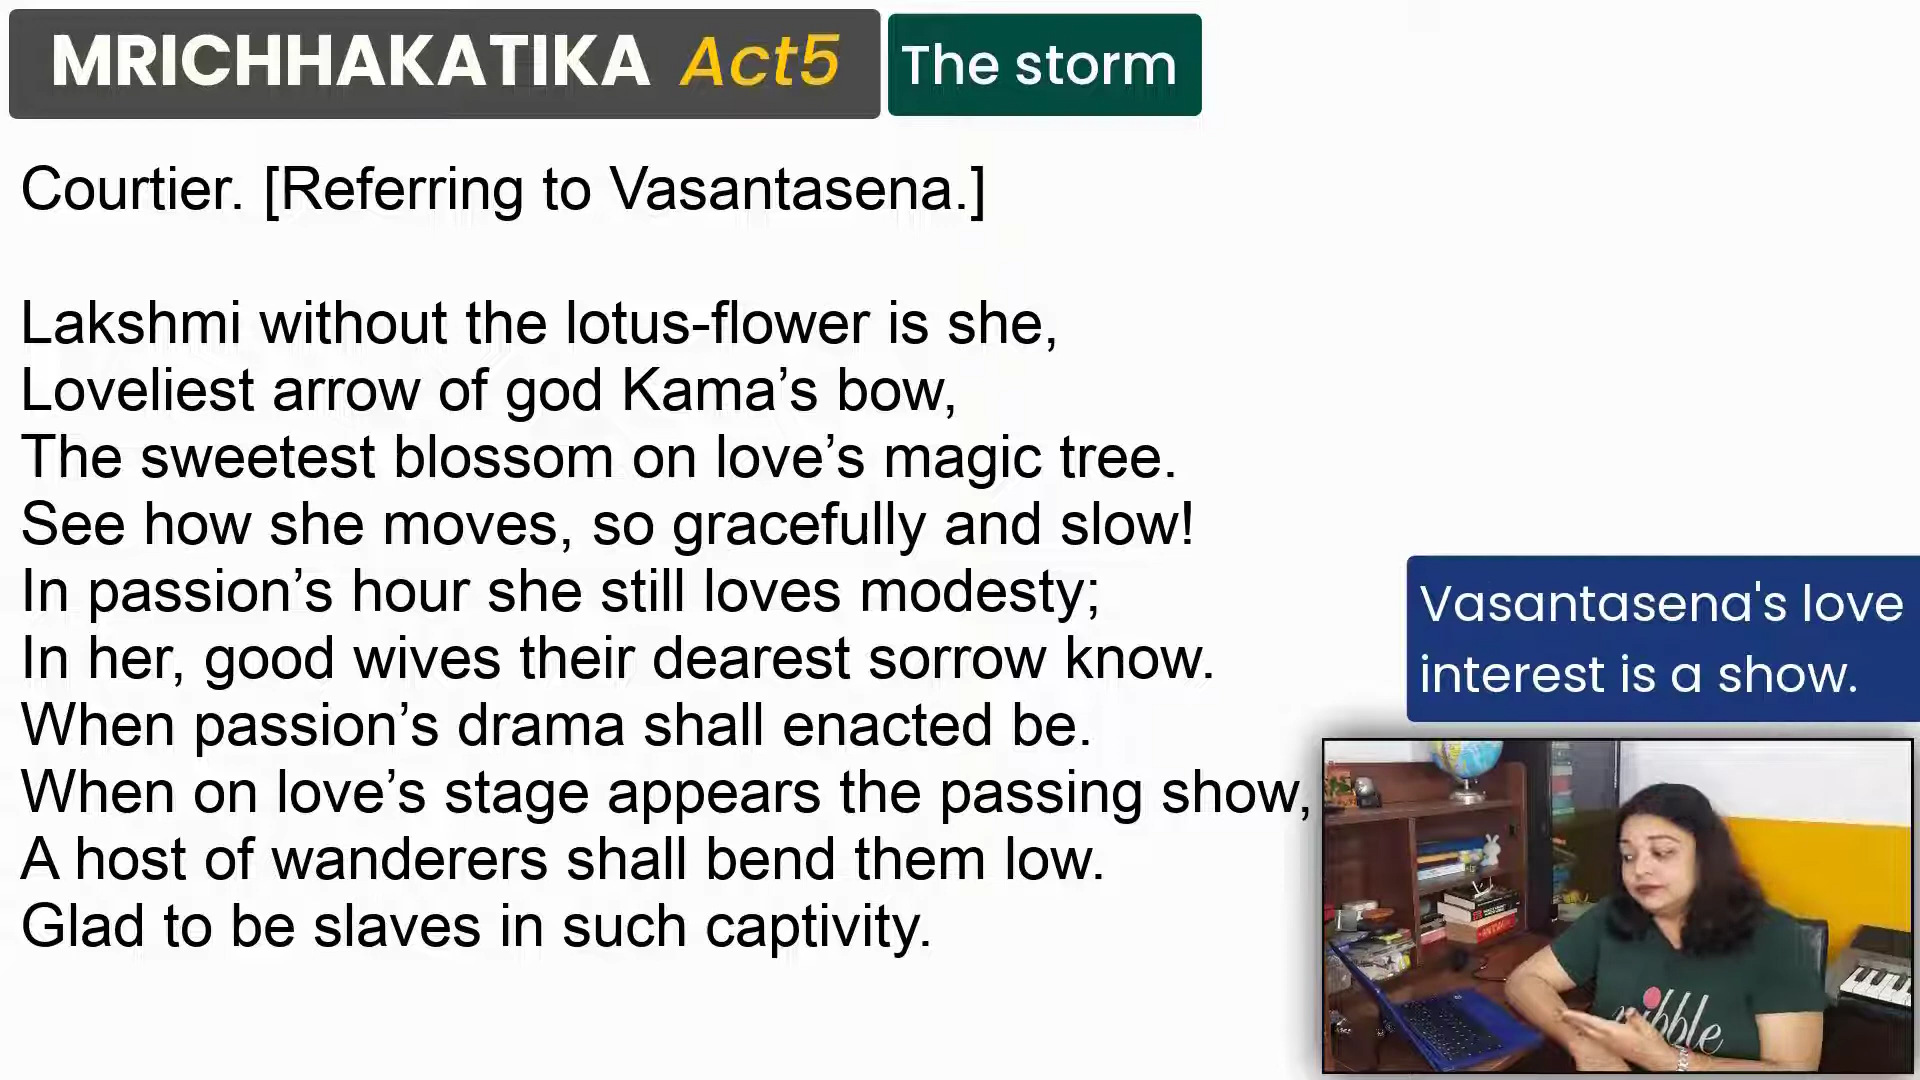 MRICHHAKATIKA Act5
The storm
Courtier. [Referring to Vasantasena.]
Lakshmi without the lotus-flower is she,
Loveliest arrow of god Kama’s bow,
The sweetest blossom on love’s magic tree.
See how she moves, so gracefully and slow!
In passion’s hour she still loves modesty;
In her, good wives their dearest sorrow know.
When passion’s drama shall enacted be.
When on love’s stage appears the passing show,
A host of wanderers shall bend them low.
Glad to be slaves in such captivity.
Vasantasena's love
interest is a show.
nibble